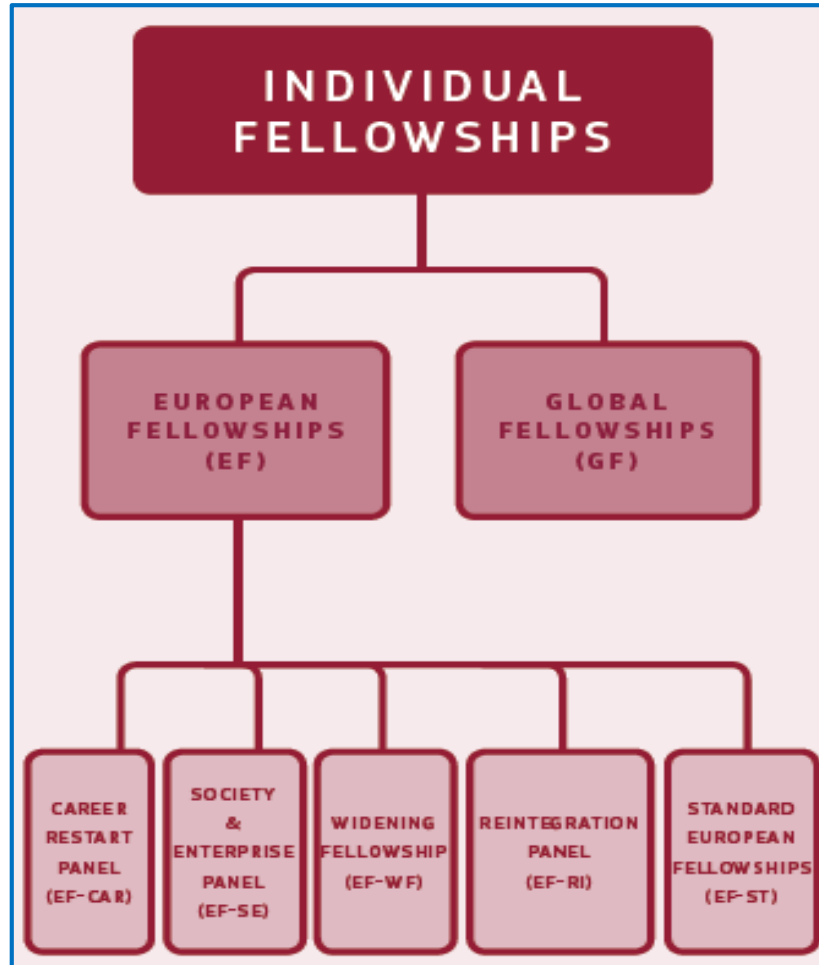 INDIVIDUAL
FELLOWSHIPS
EUROPEAN
FELLOWSHIPS
(EF)
GLOBAL
FELLOWSHIPS
(GF)
CAREER
RESTART
PANEL
(EF-CAR)
SOCIETY
&
ENTERPRISE
PANEL
(EF-SE)
WIDENING
FELLOWSHIP
(EF-WF)
REINTEGRATION
PANEL
(EF-RI)
STANDARD
EUROPEAN
FELLOWSHIPS
(EF-ST)